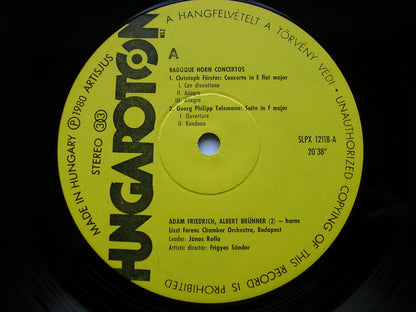 A HANGFELVÉTELT A TÖRVÉNY VÉDI • UNAUTHORIZED COPYING OF THIS RECORD IS PROHIBITED
MADE IN HUNGARY Ⓟ 1980 ARTISJUS
STEREO 33
HUNGAROTON
A
BAROQUE HORN CONCERTOS
1. Christoph Förster: Concerto in E flat major
I. Con discretione
II. Adagio
III. Allegro
2. Georg Philipp Telemann: Suite in F major
I. Ouverture
II. Rondeau
SLPX 12118-A
20'38"
ÁDÁM FRIEDRICH, ALBERT BRÜNNER (2) — horns
Liszt Ferenc Chamber Orchestra, Budapest
Leader: János Rolla
Artistic director: Frigyes Sándor